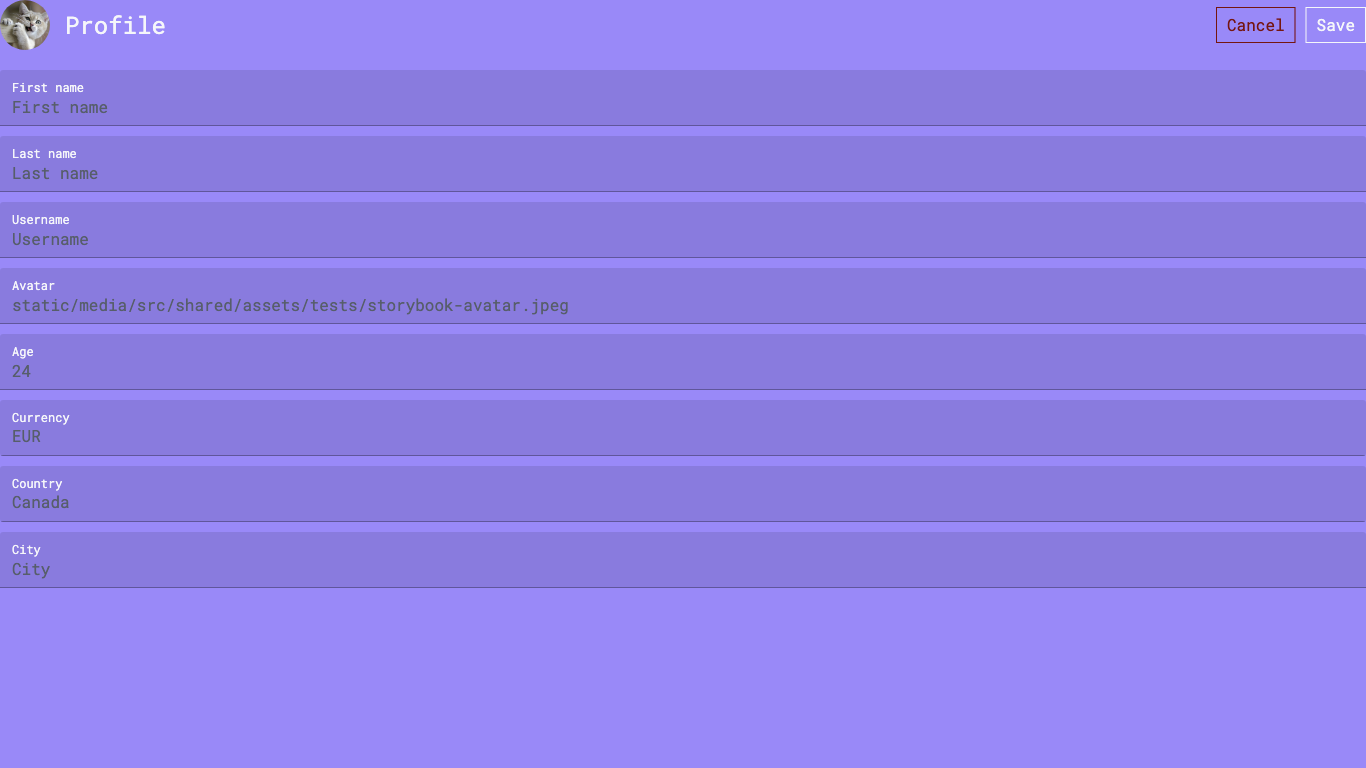 Profile
Cancel
Save
First name
First name
Last name
Last name
Username
Username
Avatar
static/media/src/shared/assets/tests/storybook-avatar.jpeg
Age
24
Currency
EUR
Country
Canada
City
City